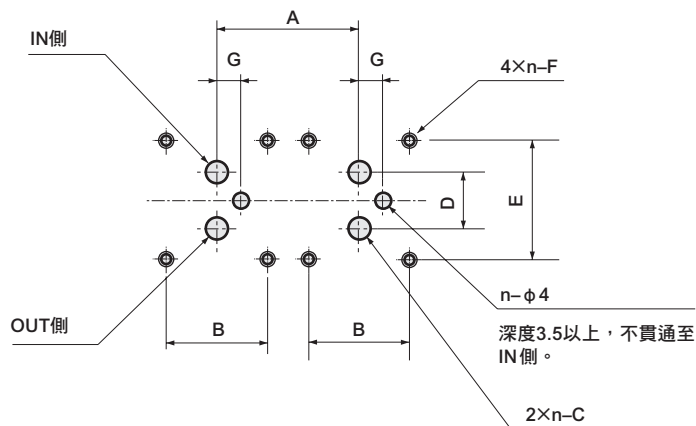 A
IN側
G
G
4×n–F
D
E
n–φ4
OUT側
B
B
深度3.5以上，不貫通至
IN側。
2×n–C